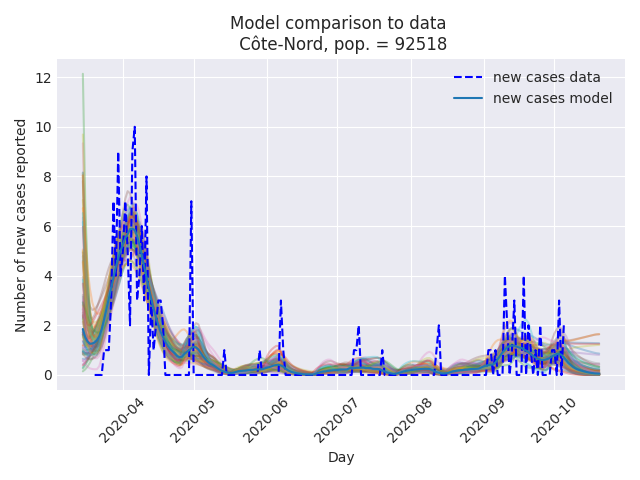 Model comparison to data
Côte-Nord, pop. = 92518
new cases data
new cases model
Number of new cases reported
12
10
8
6
4
2
0
2020-04
2020-05
2020-06
2020-07
2020-08
2020-09
2020-10
Day